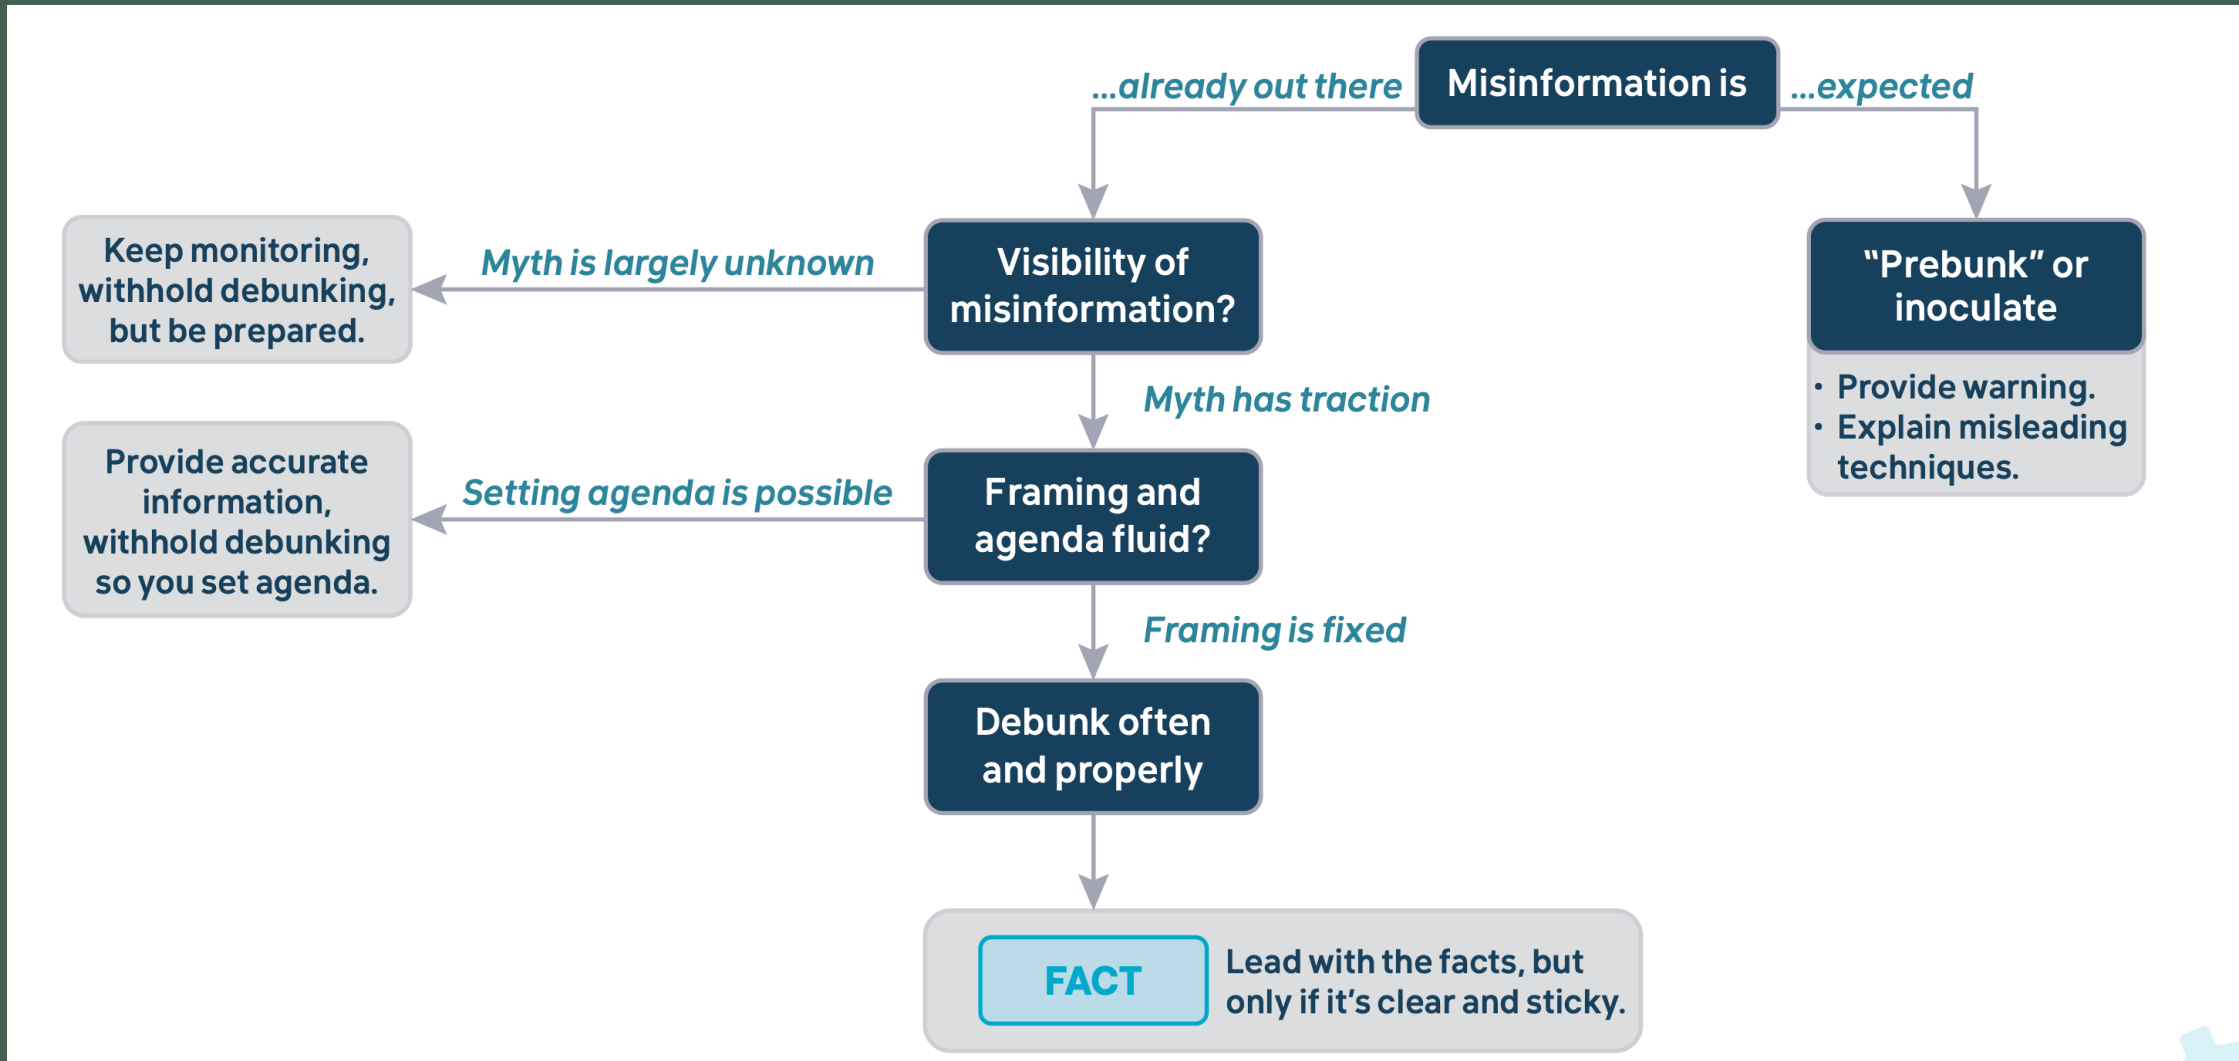 Misinformation is
...already out there
...expected
Visibility of
misinformation?
Myth is largely unknown
Keep monitoring,
withhold debunking,
but be prepared.
“Prebunk” or
inoculate
• Provide warning.
• Explain misleading
techniques.
Myth has traction
Framing and
agenda fluid?
Setting agenda is possible
Provide accurate
information,
withhold debunking
so you set agenda.
Framing is fixed
Debunk often
and properly
FACT
Lead with the facts, but
only if it’s clear and sticky.